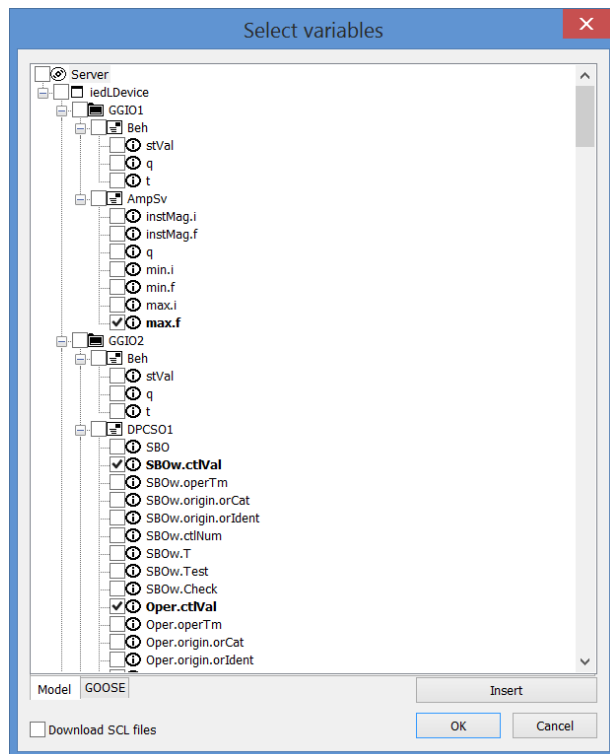 Select variables
Server
iedLDevice
GGIO1
Beh
stVal
q
t
AmpSv
instMag.i
instMag.f
q
min.i
min.f
max.i
max.f
GGIO2
Beh
stVal
q
t
DPCSO1
SBO
SBOw.ctlVal
SBOw.operTm
SBOw.origin.orCat
SBOw.origin.orIdent
SBOw.ctlNum
SBOw.T
SBOw.Test
SBOw.Check
Oper.ctlVal
Oper.operTm
Oper.origin.orCat
Oper.origin.orIdent
Model GOOSE Insert
Download SCL files OK Cancel